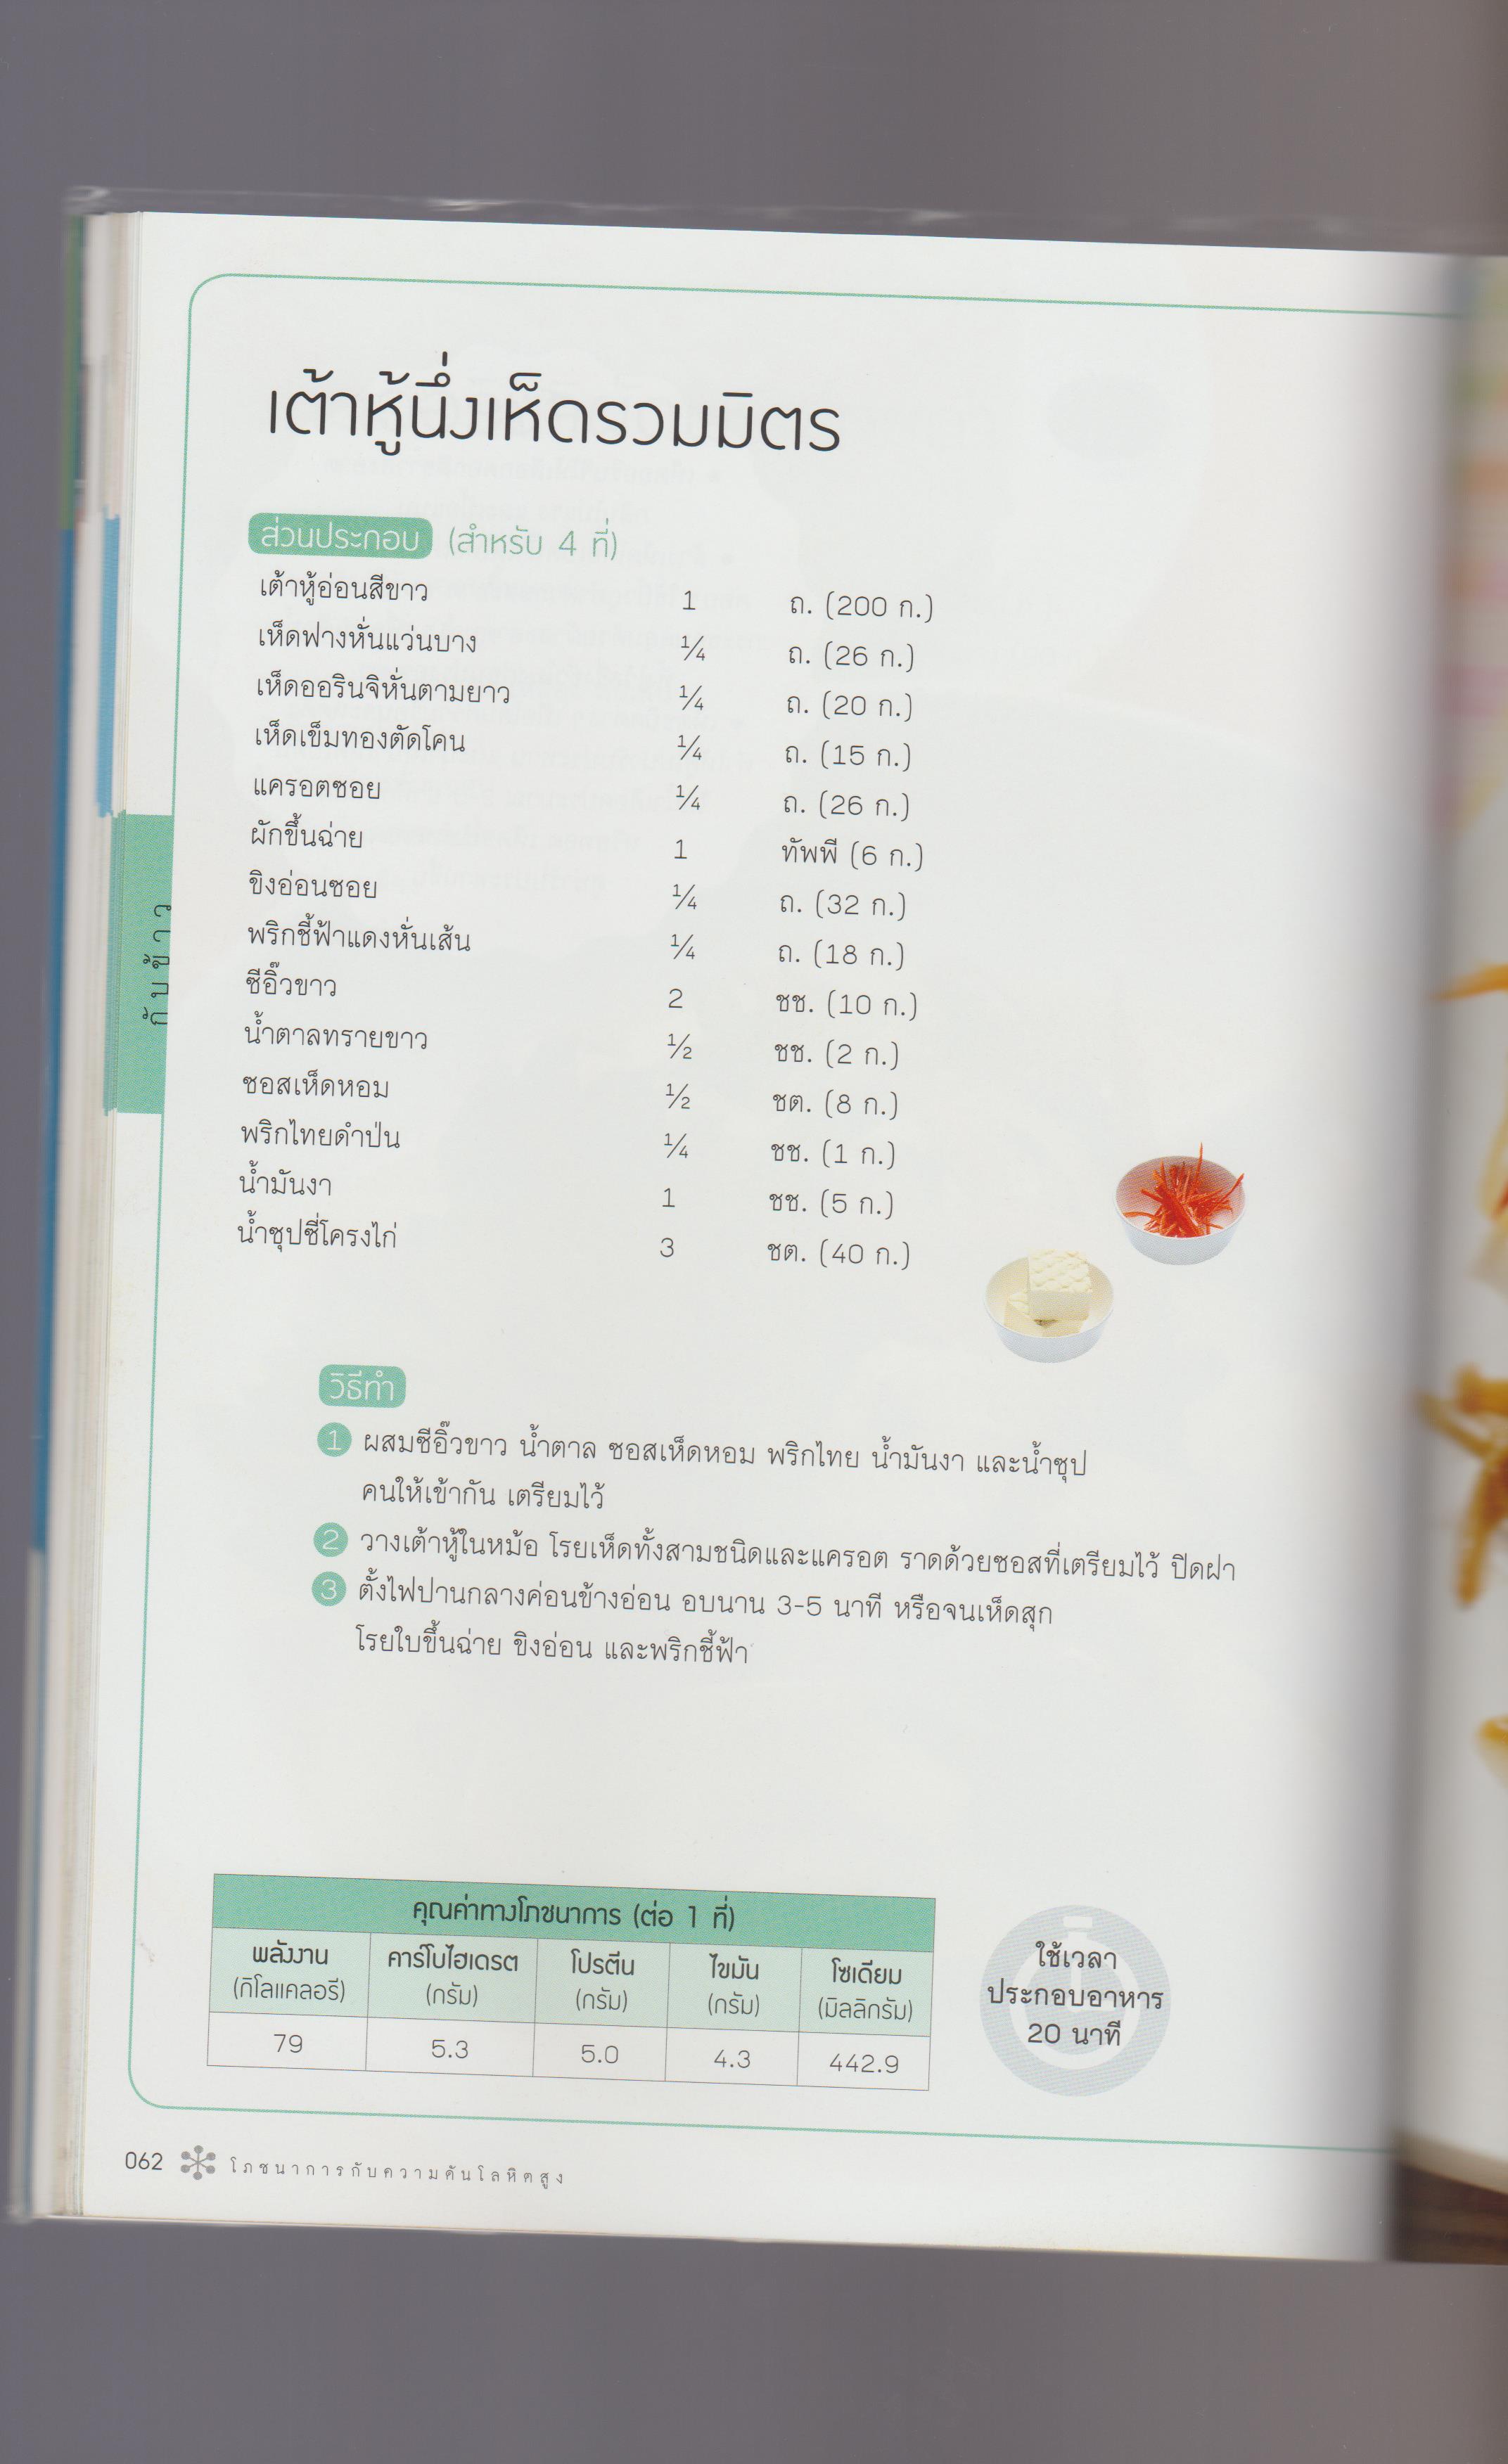 เต้าหู้นึ่งเห็ดรวมมิตร
ส่วนประกอบ (สำหรับ 4 ที่)
เต้าหู้อ่อนสีขาว 1 ถ. (200 ก.)
เห็ดฟางหั่นแว่นบาง ¼ ถ. (26 ก.)
เห็ดออรินจิหั่นตามยาว ¼ ถ. (20 ก.)
เห็ดเข็มทองตัดโคน ¼ ถ. (15 ก.)
แครอตซอย ¼ ถ. (26 ก.)
ผักขึ้นฉ่าย 1 ทัพพี (6 ก.)
ขิงอ่อนซอย ¼ ถ. (32 ก.)
พริกชี้ฟ้าแดงหั่นเส้น ¼ ถ. (18 ก.)
ซีอิ๊วขาว 2 ชช. (10 ก.)
น้ำตาลทรายขาว ½ ชช. (2 ก.)
ซอสเห็ดหอม ½ ชต. (8 ก.)
พริกไทยดำป่น ¼ ชช. (1 ก.)
น้ำมันงา 1 ชช. (5 ก.)
น้ำซุปซี่โครงไก่ 3 ชต. (40 ก.)
กับข้าว
วิธีทำ
1 ผสมซีอิ๊วขาว น้ำตาล ซอสเห็ดหอม พริกไทย น้ำมันงา และน้ำซุป
คนให้เข้ากัน เตรียมไว้
2 วางเต้าหู้ในหม้อ โรยเห็ดทั้งสามชนิดและแครอต ราดด้วยซอสที่เตรียมไว้ ปิดฝา
3 ตั้งไฟปานกลางค่อนข้างอ่อน อบนาน 3-5 นาที หรือจนเห็ดสุก
โรยใบขึ้นฉ่าย ขิงอ่อน และพริกชี้ฟ้า
คุณค่าทางโภชนาการ (ต่อ 1 ที่)
พลังงาน คาร์โบไฮเดรต โปรตีน ไขมัน โซเดียม
(กิโลแคลอรี) (กรัม) (กรัม) (กรัม) (มิลลิกรัม)
79 5.3 5.0 4.3 442.9
ใช้เวลา
ประกอบอาหาร
20 นาที
062 โภชนาการกับความดันโลหิตสูง